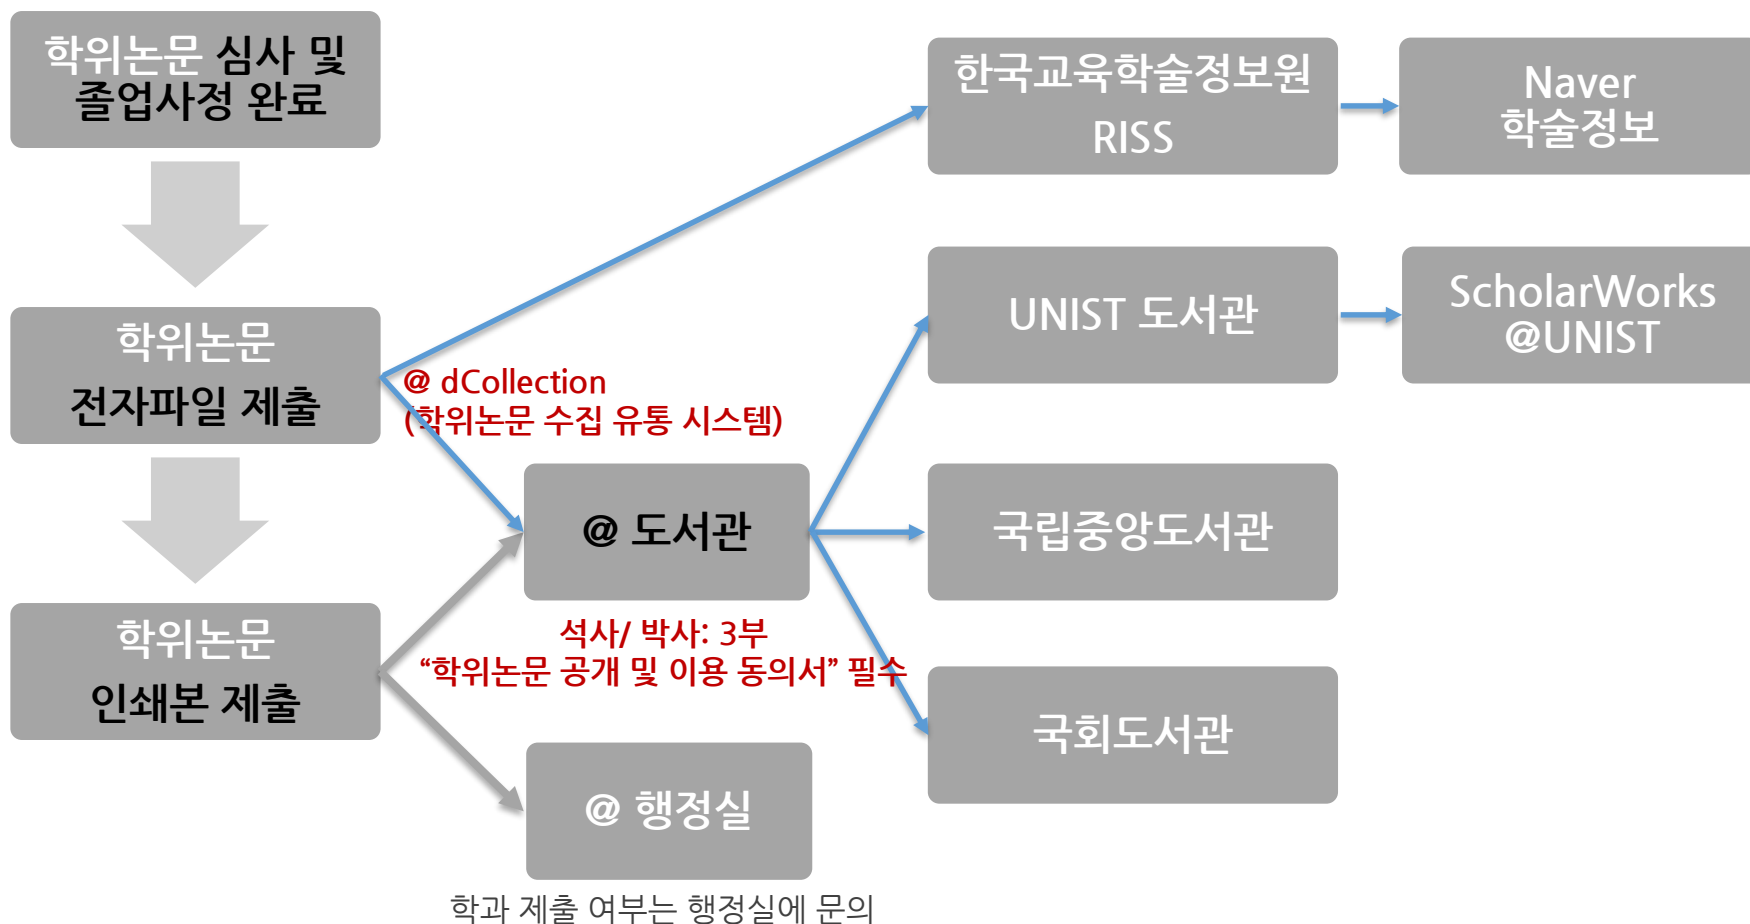 학위논문 심사 및
졸업사정 완료
학위논문
전자파일 제출
학위논문
인쇄본 제출
@ dCollection
(학위논문 수집 유통 시스템)
@ 도서관
석사/ 박사: 3부
“학위논문 공개 및 이용 동의서” 필수
@ 행정실
학과 제출 여부는 행정실에 문의
한국교육학술정보원
RISS
Naver
학술정보
UNIST 도서관
ScholarWorks
@UNIST
국립중앙도서관
국회도서관